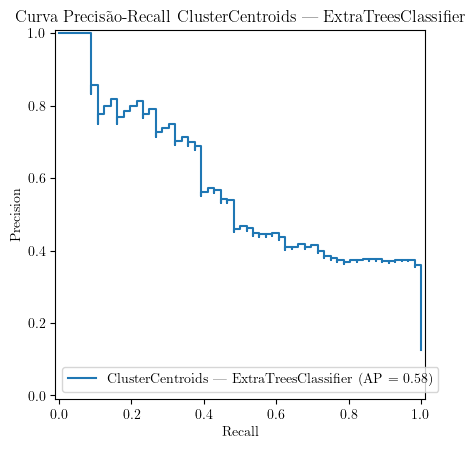 Curva Precisão-Recall ClusterCentroids — ExtraTreesClassifier
1.0
0.8
0.6
0.4
0.2
0.0
Precision
ClusterCentroids — ExtraTreesClassifier (AP = 0.58)
0.0 0.2 0.4 0.6 0.8 1.0
Recall